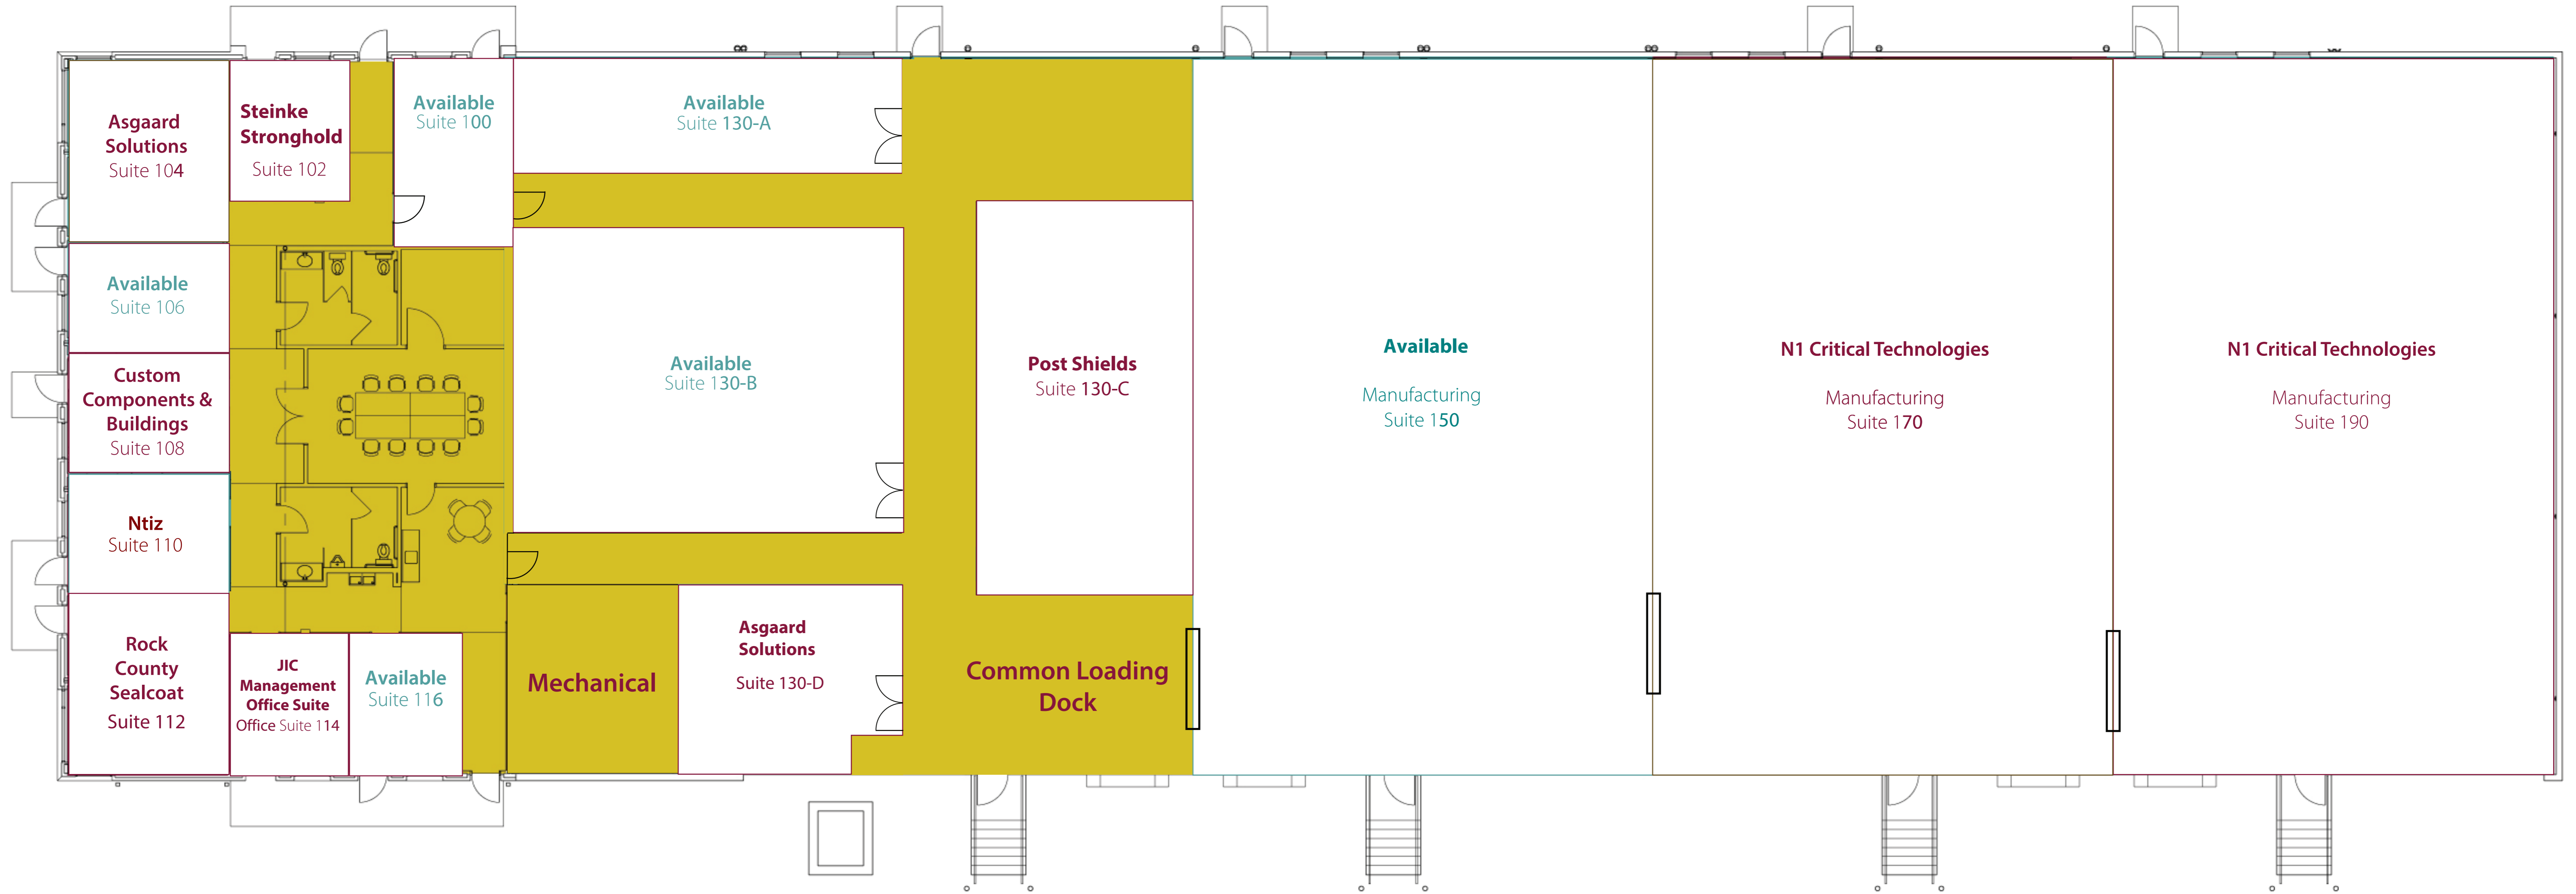 Asgaard
Solutions
Suite 104
Steinke
Stronghold
Suite 102
Available
Suite 100
Available
Suite 130-A
Available
Suite 106
Custom
Components &
Buildings
Suite 108
Ntiz
Suite 110
Rock
County
Sealcoat
Suite 112
JIC
Management
Office Suite
Office Suite 114
Available
Suite 116
Available
Suite 130-B
Mechanical
Asgaard
Solutions
Suite 130-D
Post Shields
Suite 130-C
Common Loading
Dock
Available
Manufacturing
Suite 150
N1 Critical Technologies
Manufacturing
Suite 170
N1 Critical Technologies
Manufacturing
Suite 190